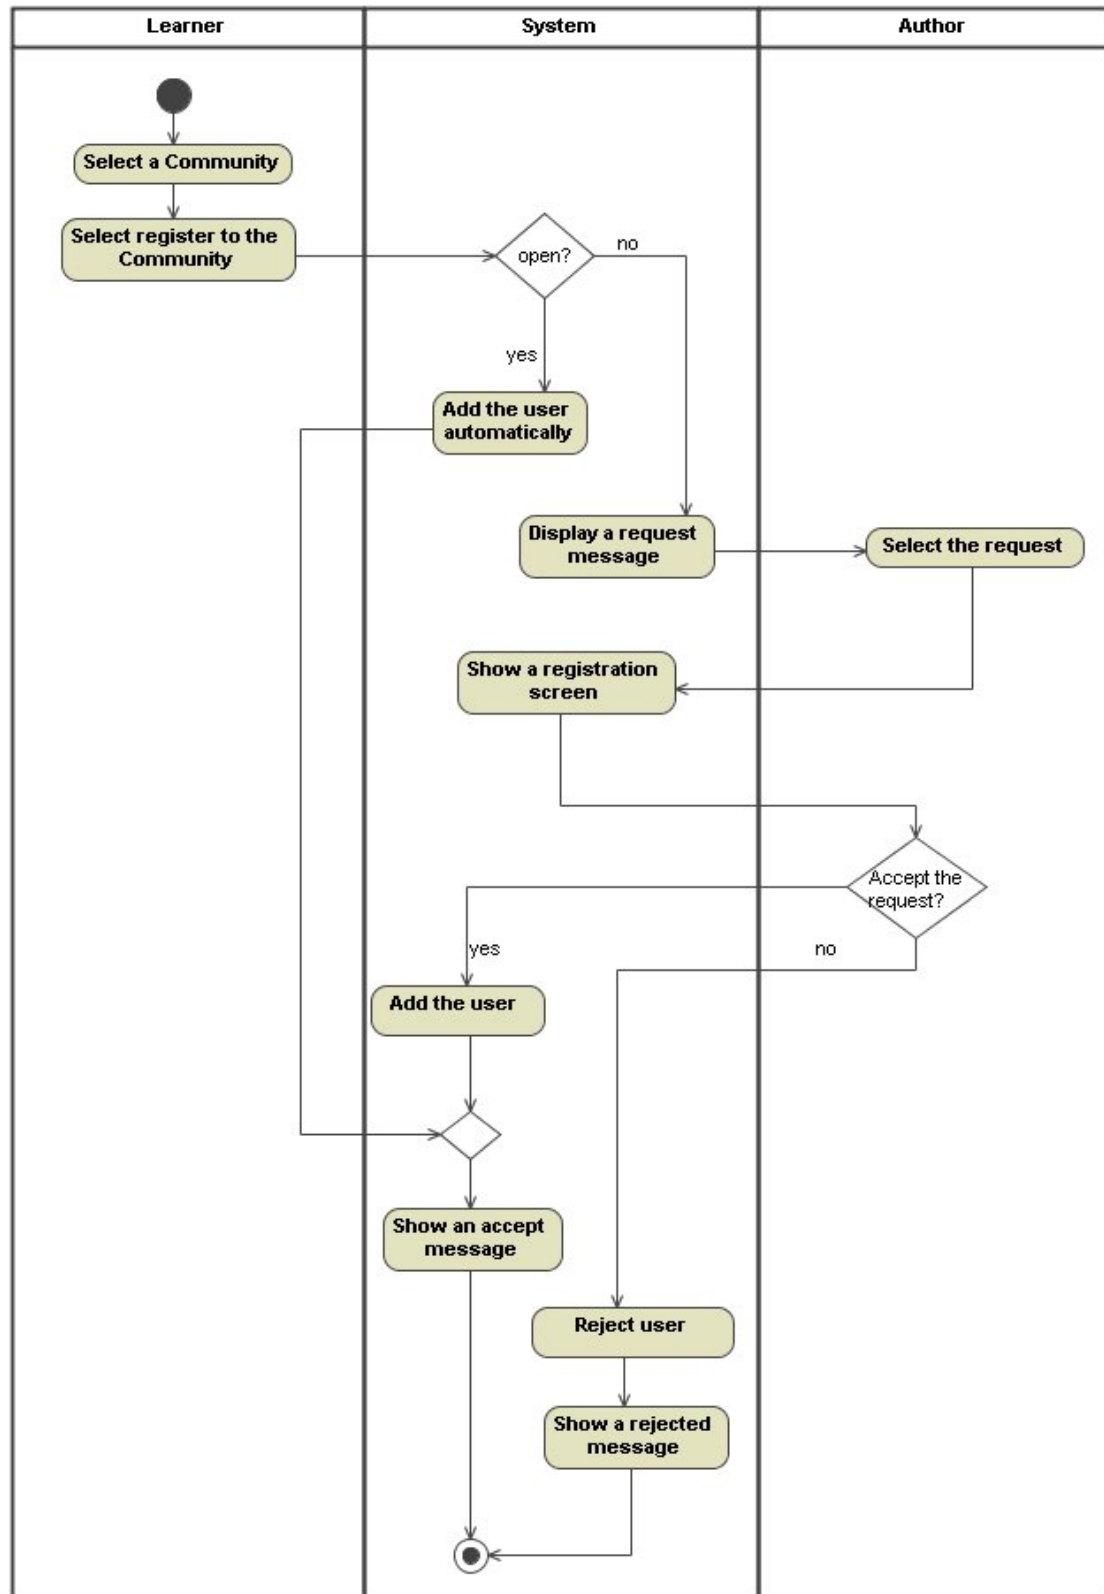 Learner
System
Author
Select a Community
Select register to the
Community
open?
no
yes
Add the user
automatically
Display a request
message
Select the request
Show a registration
screen
Accept the
request?
yes
no
Add the user
Show an accept
message
Reject user
Show a rejected
message